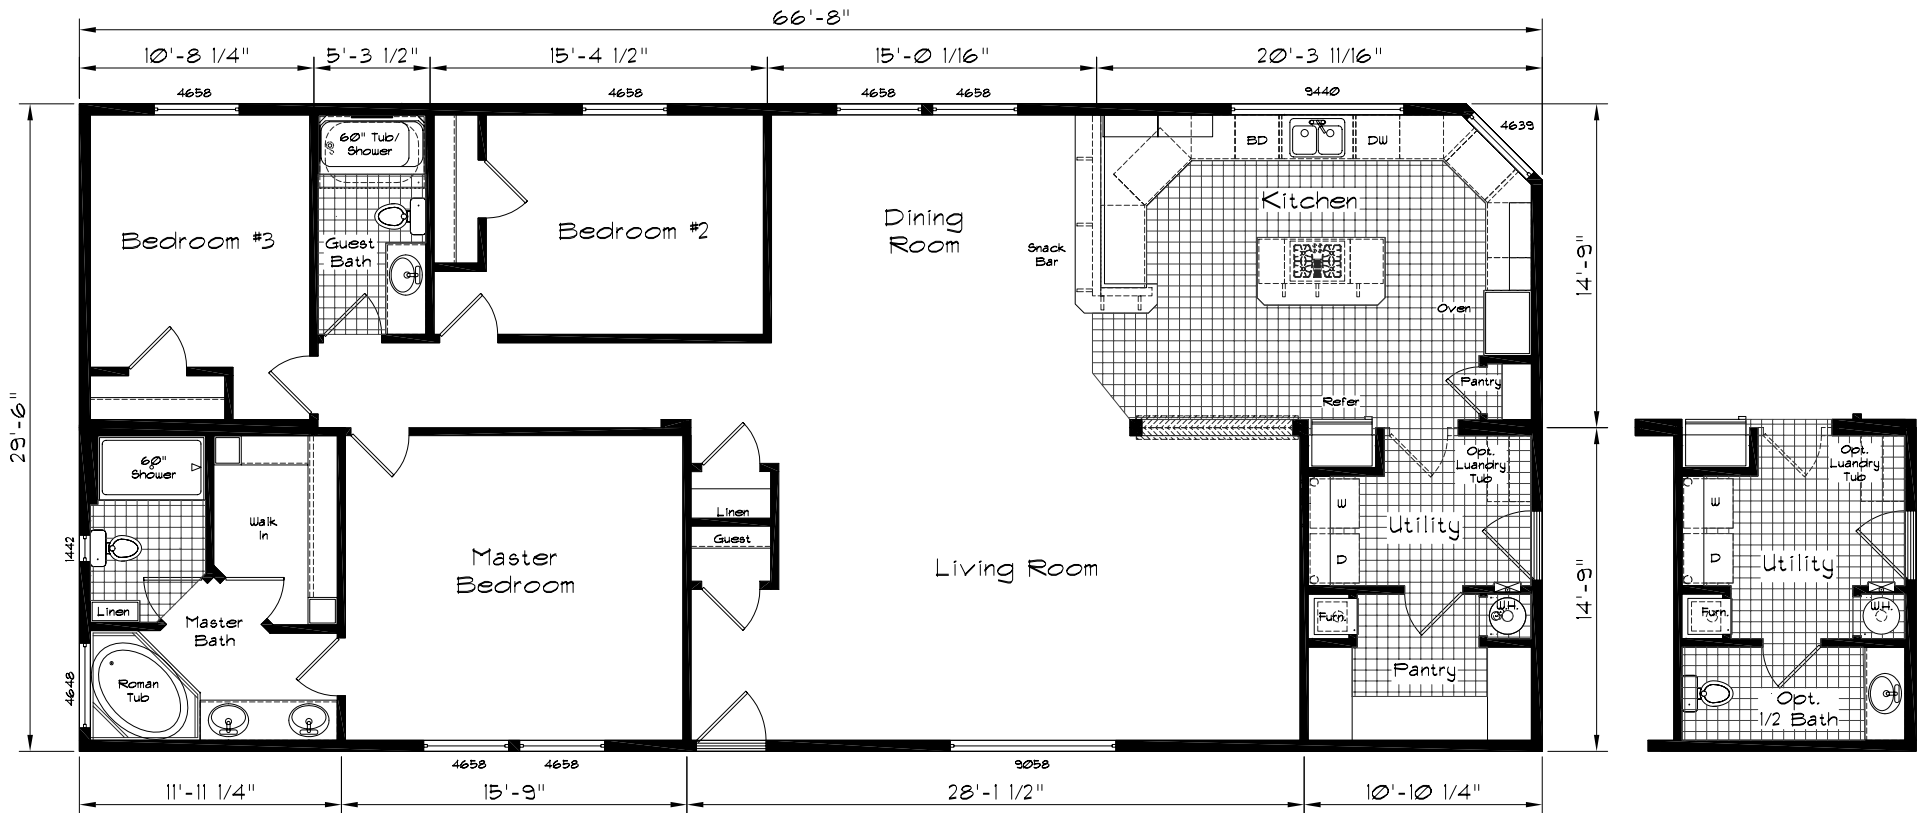 66'-8"
10'-8 1/4"
5'-3 1/2"
15'-4 1/2"
15'-0 1/16"
20'-3 11/16"
4658
4658
4658
4658
9440
4639
60" Tub/
Shower
BD
DW
Kitchen
Bedroom #3
Guest
Bath
Bedroom #2
Dining
Room
Snack
Bar
14'-9"
Oven
Pantry
Refer
29'-6"
60"
Shower
Walk
In
Linen
Guest
Opt.
Luandry
Tub
W
D
Utility
1442
Master
Bedroom
Living Room
Linen
Master
Bath
Furn.
W.H.
14'-9"
Roman
Tub
Pantry
4648
4658
4658
9058
11'-11 1/4"
15'-9"
28'-1 1/2"
10'-10 1/4"
Opt.
Luandry
Tub
W
D
Utility
Furn.
W.H.
Opt.
1/2 Bath